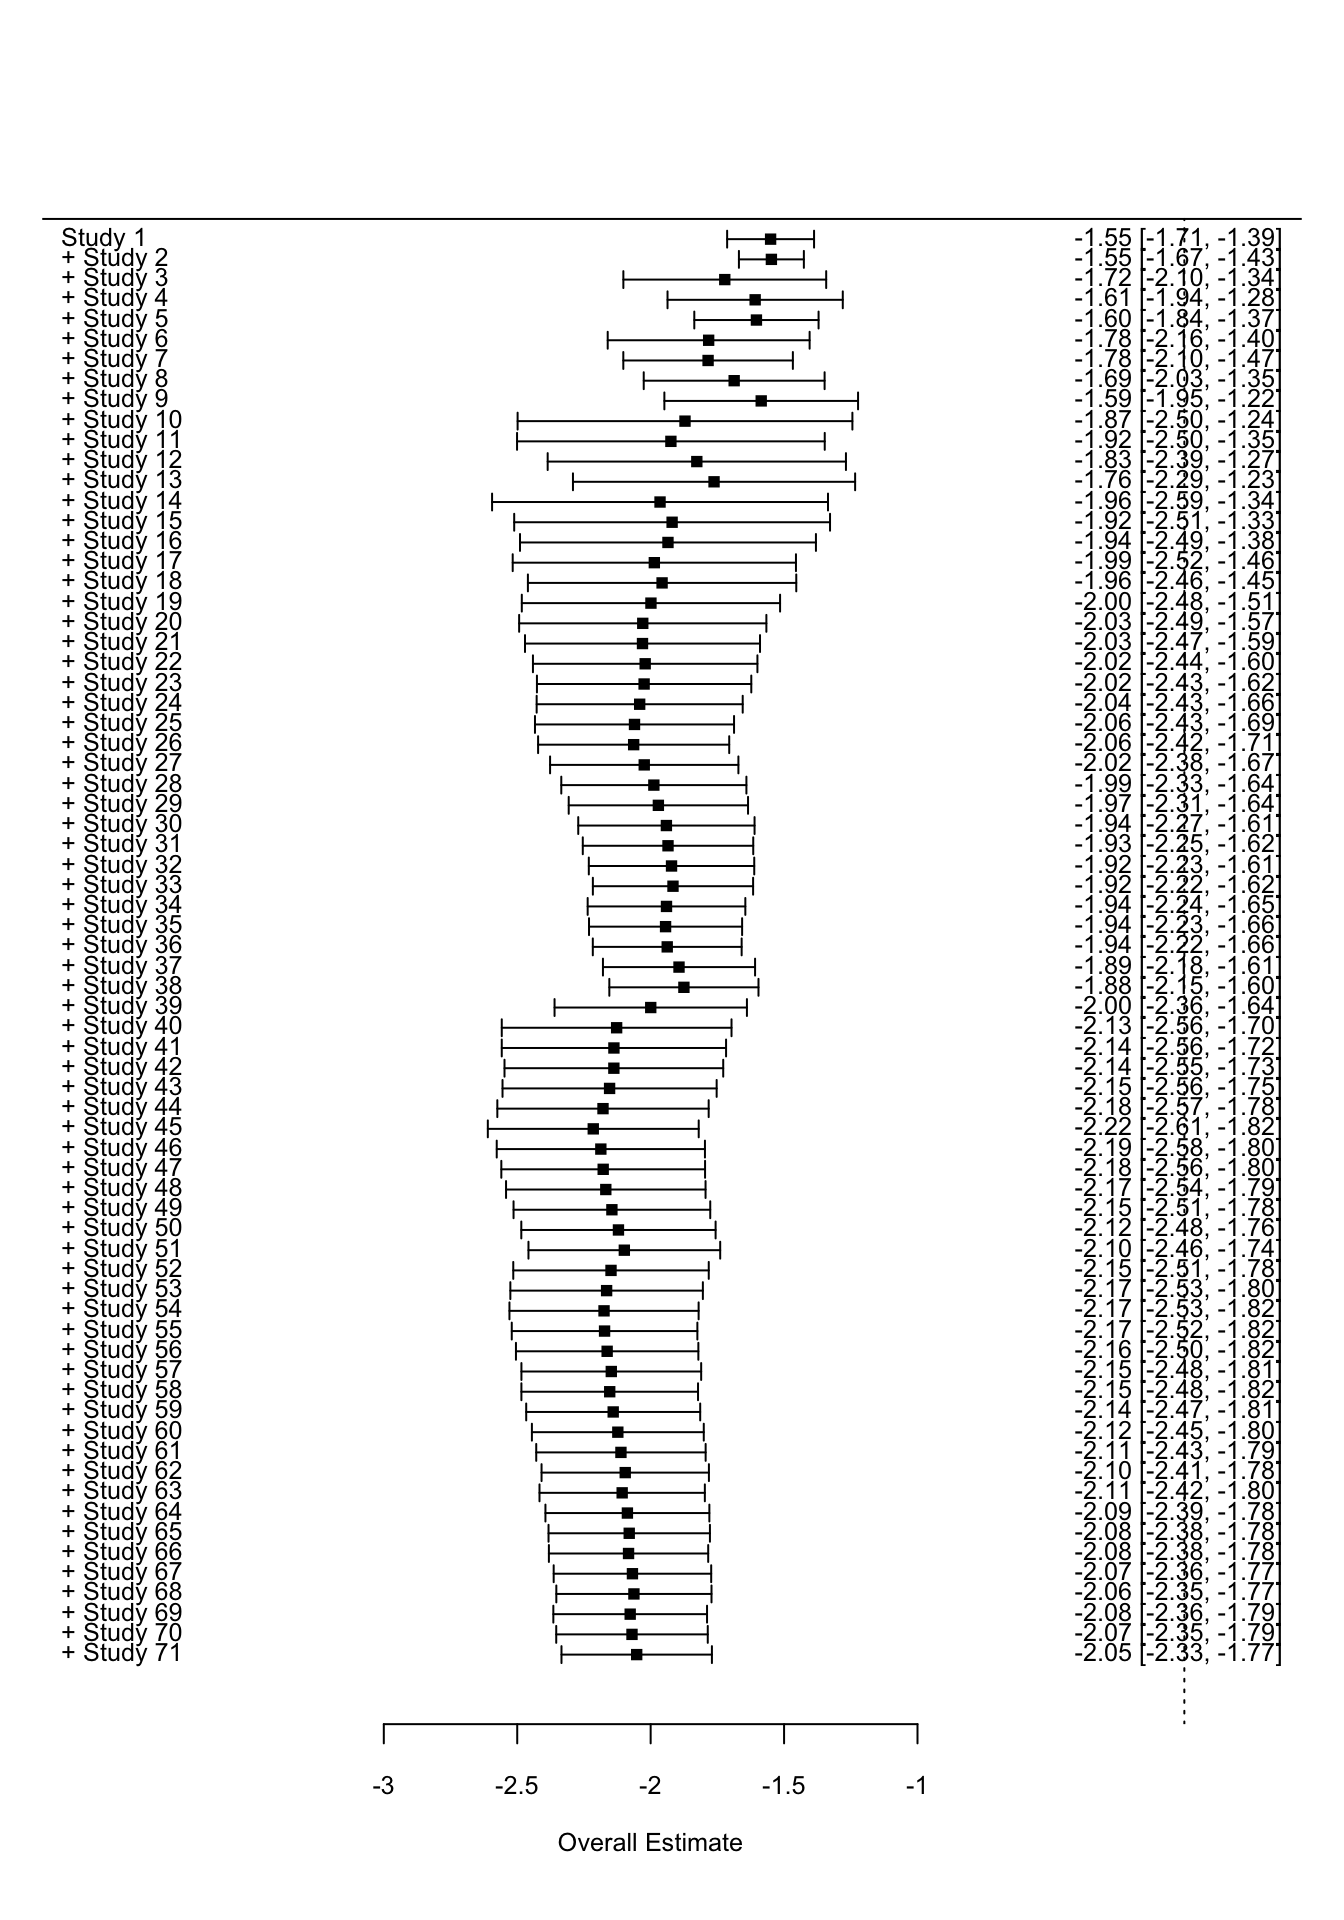 Study 1 -1.55 [-1.71, -1.39]
+ Study 2 -1.55 [-1.67, -1.43]
+ Study 3 -1.72 [-2.10, -1.34]
+ Study 4 -1.61 [-1.94, -1.28]
+ Study 5 -1.60 [-1.84, -1.37]
+ Study 6 -1.78 [-2.16, -1.40]
+ Study 7 -1.78 [-2.10, -1.47]
+ Study 8 -1.69 [-2.03, -1.35]
+ Study 9 -1.59 [-1.95, -1.22]
+ Study 10 -1.87 [-2.50, -1.24]
+ Study 11 -1.92 [-2.50, -1.35]
+ Study 12 -1.83 [-2.39, -1.27]
+ Study 13 -1.76 [-2.29, -1.23]
+ Study 14 -1.96 [-2.59, -1.34]
+ Study 15 -1.92 [-2.51, -1.33]
+ Study 16 -1.94 [-2.49, -1.38]
+ Study 17 -1.99 [-2.52, -1.46]
+ Study 18 -1.96 [-2.46, -1.45]
+ Study 19 -2.00 [-2.48, -1.51]
+ Study 20 -2.03 [-2.49, -1.57]
+ Study 21 -2.03 [-2.47, -1.59]
+ Study 22 -2.02 [-2.44, -1.60]
+ Study 23 -2.02 [-2.43, -1.62]
+ Study 24 -2.04 [-2.43, -1.66]
+ Study 25 -2.06 [-2.43, -1.69]
+ Study 26 -2.06 [-2.42, -1.71]
+ Study 27 -2.02 [-2.38, -1.67]
+ Study 28 -1.99 [-2.33, -1.64]
+ Study 29 -1.97 [-2.31, -1.64]
+ Study 30 -1.94 [-2.27, -1.61]
+ Study 31 -1.93 [-2.25, -1.62]
+ Study 32 -1.92 [-2.23, -1.61]
+ Study 33 -1.92 [-2.22, -1.62]
+ Study 34 -1.94 [-2.24, -1.65]
+ Study 35 -1.94 [-2.23, -1.66]
+ Study 36 -1.94 [-2.22, -1.66]
+ Study 37 -1.89 [-2.18, -1.61]
+ Study 38 -1.88 [-2.15, -1.60]
+ Study 39 -2.00 [-2.36, -1.64]
+ Study 40 -2.13 [-2.56, -1.70]
+ Study 41 -2.14 [-2.56, -1.72]
+ Study 42 -2.14 [-2.55, -1.73]
+ Study 43 -2.15 [-2.56, -1.75]
+ Study 44 -2.18 [-2.57, -1.78]
+ Study 45 -2.22 [-2.61, -1.82]
+ Study 46 -2.19 [-2.58, -1.80]
+ Study 47 -2.18 [-2.56, -1.80]
+ Study 48 -2.17 [-2.54, -1.79]
+ Study 49 -2.15 [-2.51, -1.78]
+ Study 50 -2.12 [-2.48, -1.76]
+ Study 51 -2.10 [-2.46, -1.74]
+ Study 52 -2.15 [-2.51, -1.78]
+ Study 53 -2.17 [-2.53, -1.80]
+ Study 54 -2.17 [-2.53, -1.82]
+ Study 55 -2.17 [-2.52, -1.82]
+ Study 56 -2.16 [-2.50, -1.82]
+ Study 57 -2.15 [-2.48, -1.81]
+ Study 58 -2.15 [-2.48, -1.82]
+ Study 59 -2.14 [-2.47, -1.81]
+ Study 60 -2.12 [-2.45, -1.80]
+ Study 61 -2.11 [-2.43, -1.79]
+ Study 62 -2.10 [-2.41, -1.78]
+ Study 63 -2.11 [-2.42, -1.80]
+ Study 64 -2.09 [-2.39, -1.78]
+ Study 65 -2.08 [-2.38, -1.78]
+ Study 66 -2.08 [-2.38, -1.78]
+ Study 67 -2.07 [-2.36, -1.77]
+ Study 68 -2.06 [-2.35, -1.77]
+ Study 69 -2.08 [-2.36, -1.79]
+ Study 70 -2.07 [-2.35, -1.79]
+ Study 71 -2.05 [-2.33, -1.77]
-3 -2.5 -2 -1.5 -1
Overall Estimate